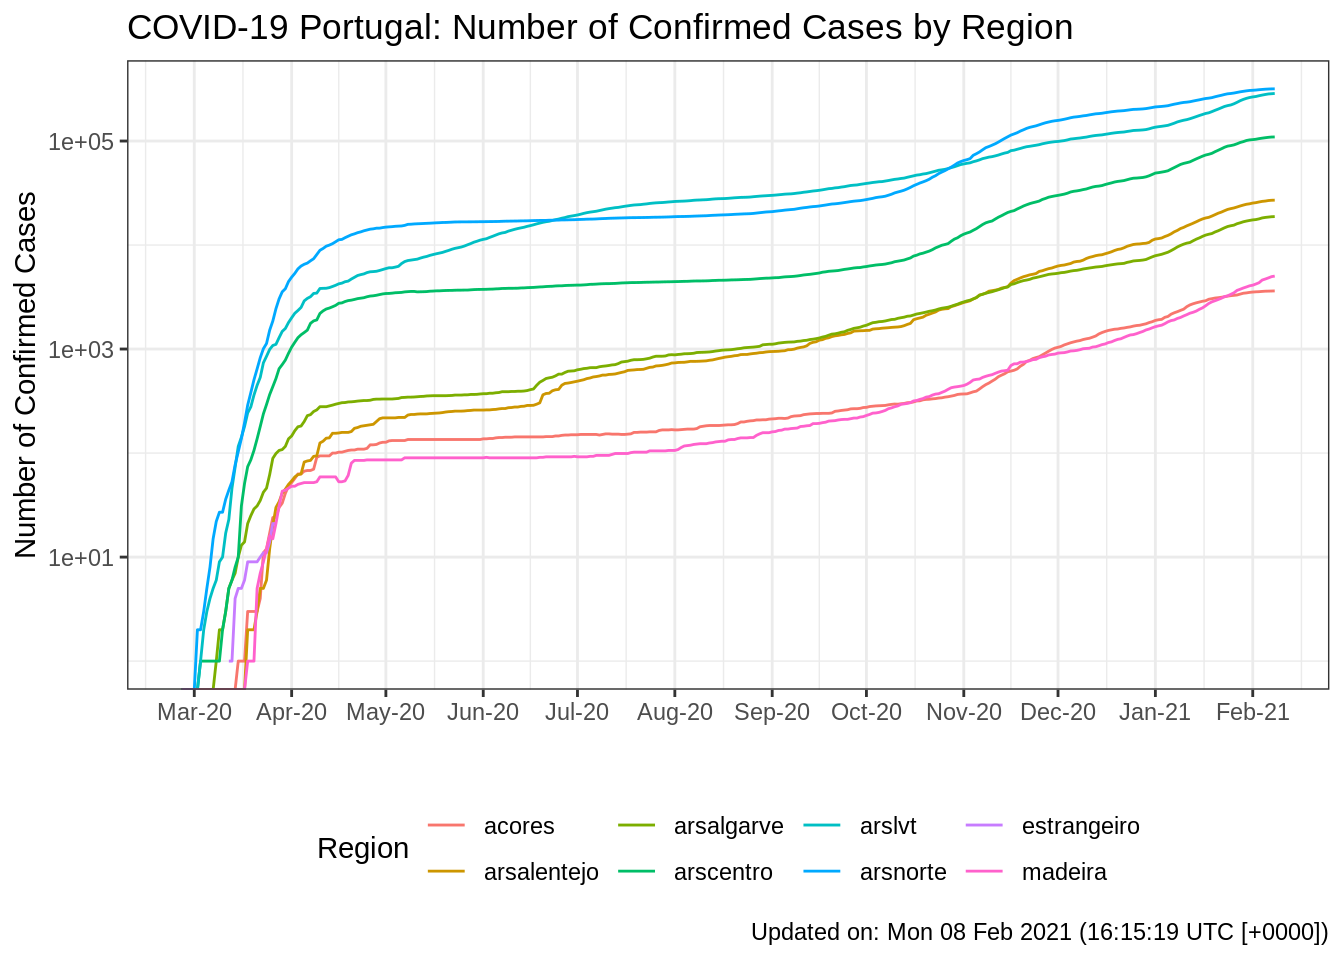 COVID-19 Portugal: Number of Confirmed Cases by Region
Number of Confirmed Cases
1e+05
1e+03
1e+01
Mar-20 Apr-20 May-20 Jun-20 Jul-20 Aug-20 Sep-20 Oct-20 Nov-20 Dec-20 Jan-21 Feb-21
Region
acores arsalgarve arslvt estrangeiro
arsalentejo arscentro arsnorte madeira
Updated on: Mon 08 Feb 2021 (16:15:19 UTC [+0000])